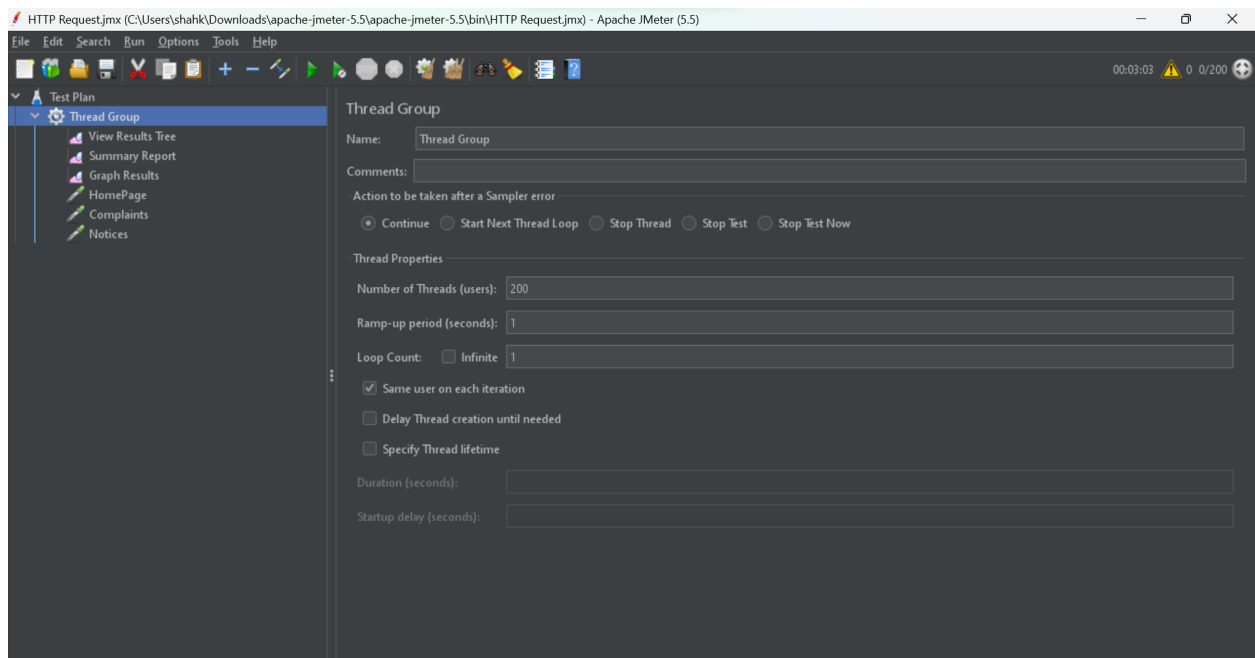 HTTP Request.jmx (C:\Users\shahk\Downloads\apache-jmeter-5.5\apache-jmeter-5.5\bin\HTTP Request.jmx) - Apache JMeter (5.5)
File Edit Search Run Options Tools Help
00:03:03 0 0/200
Test Plan
Thread Group
View Results Tree
Summary Report
Graph Results
HomePage
Complaints
Notices
Thread Group
Name: Thread Group
Comments:
Action to be taken after a Sampler error
Continue Start Next Thread Loop Stop Thread Stop Test Stop Test Now
Thread Properties
Number of Threads (users): 200
Ramp-up period (seconds): 1
Loop Count: Infinite 1
Same user on each iteration
Delay Thread creation until needed
Specify Thread lifetime
Duration (seconds):
Startup delay (seconds):